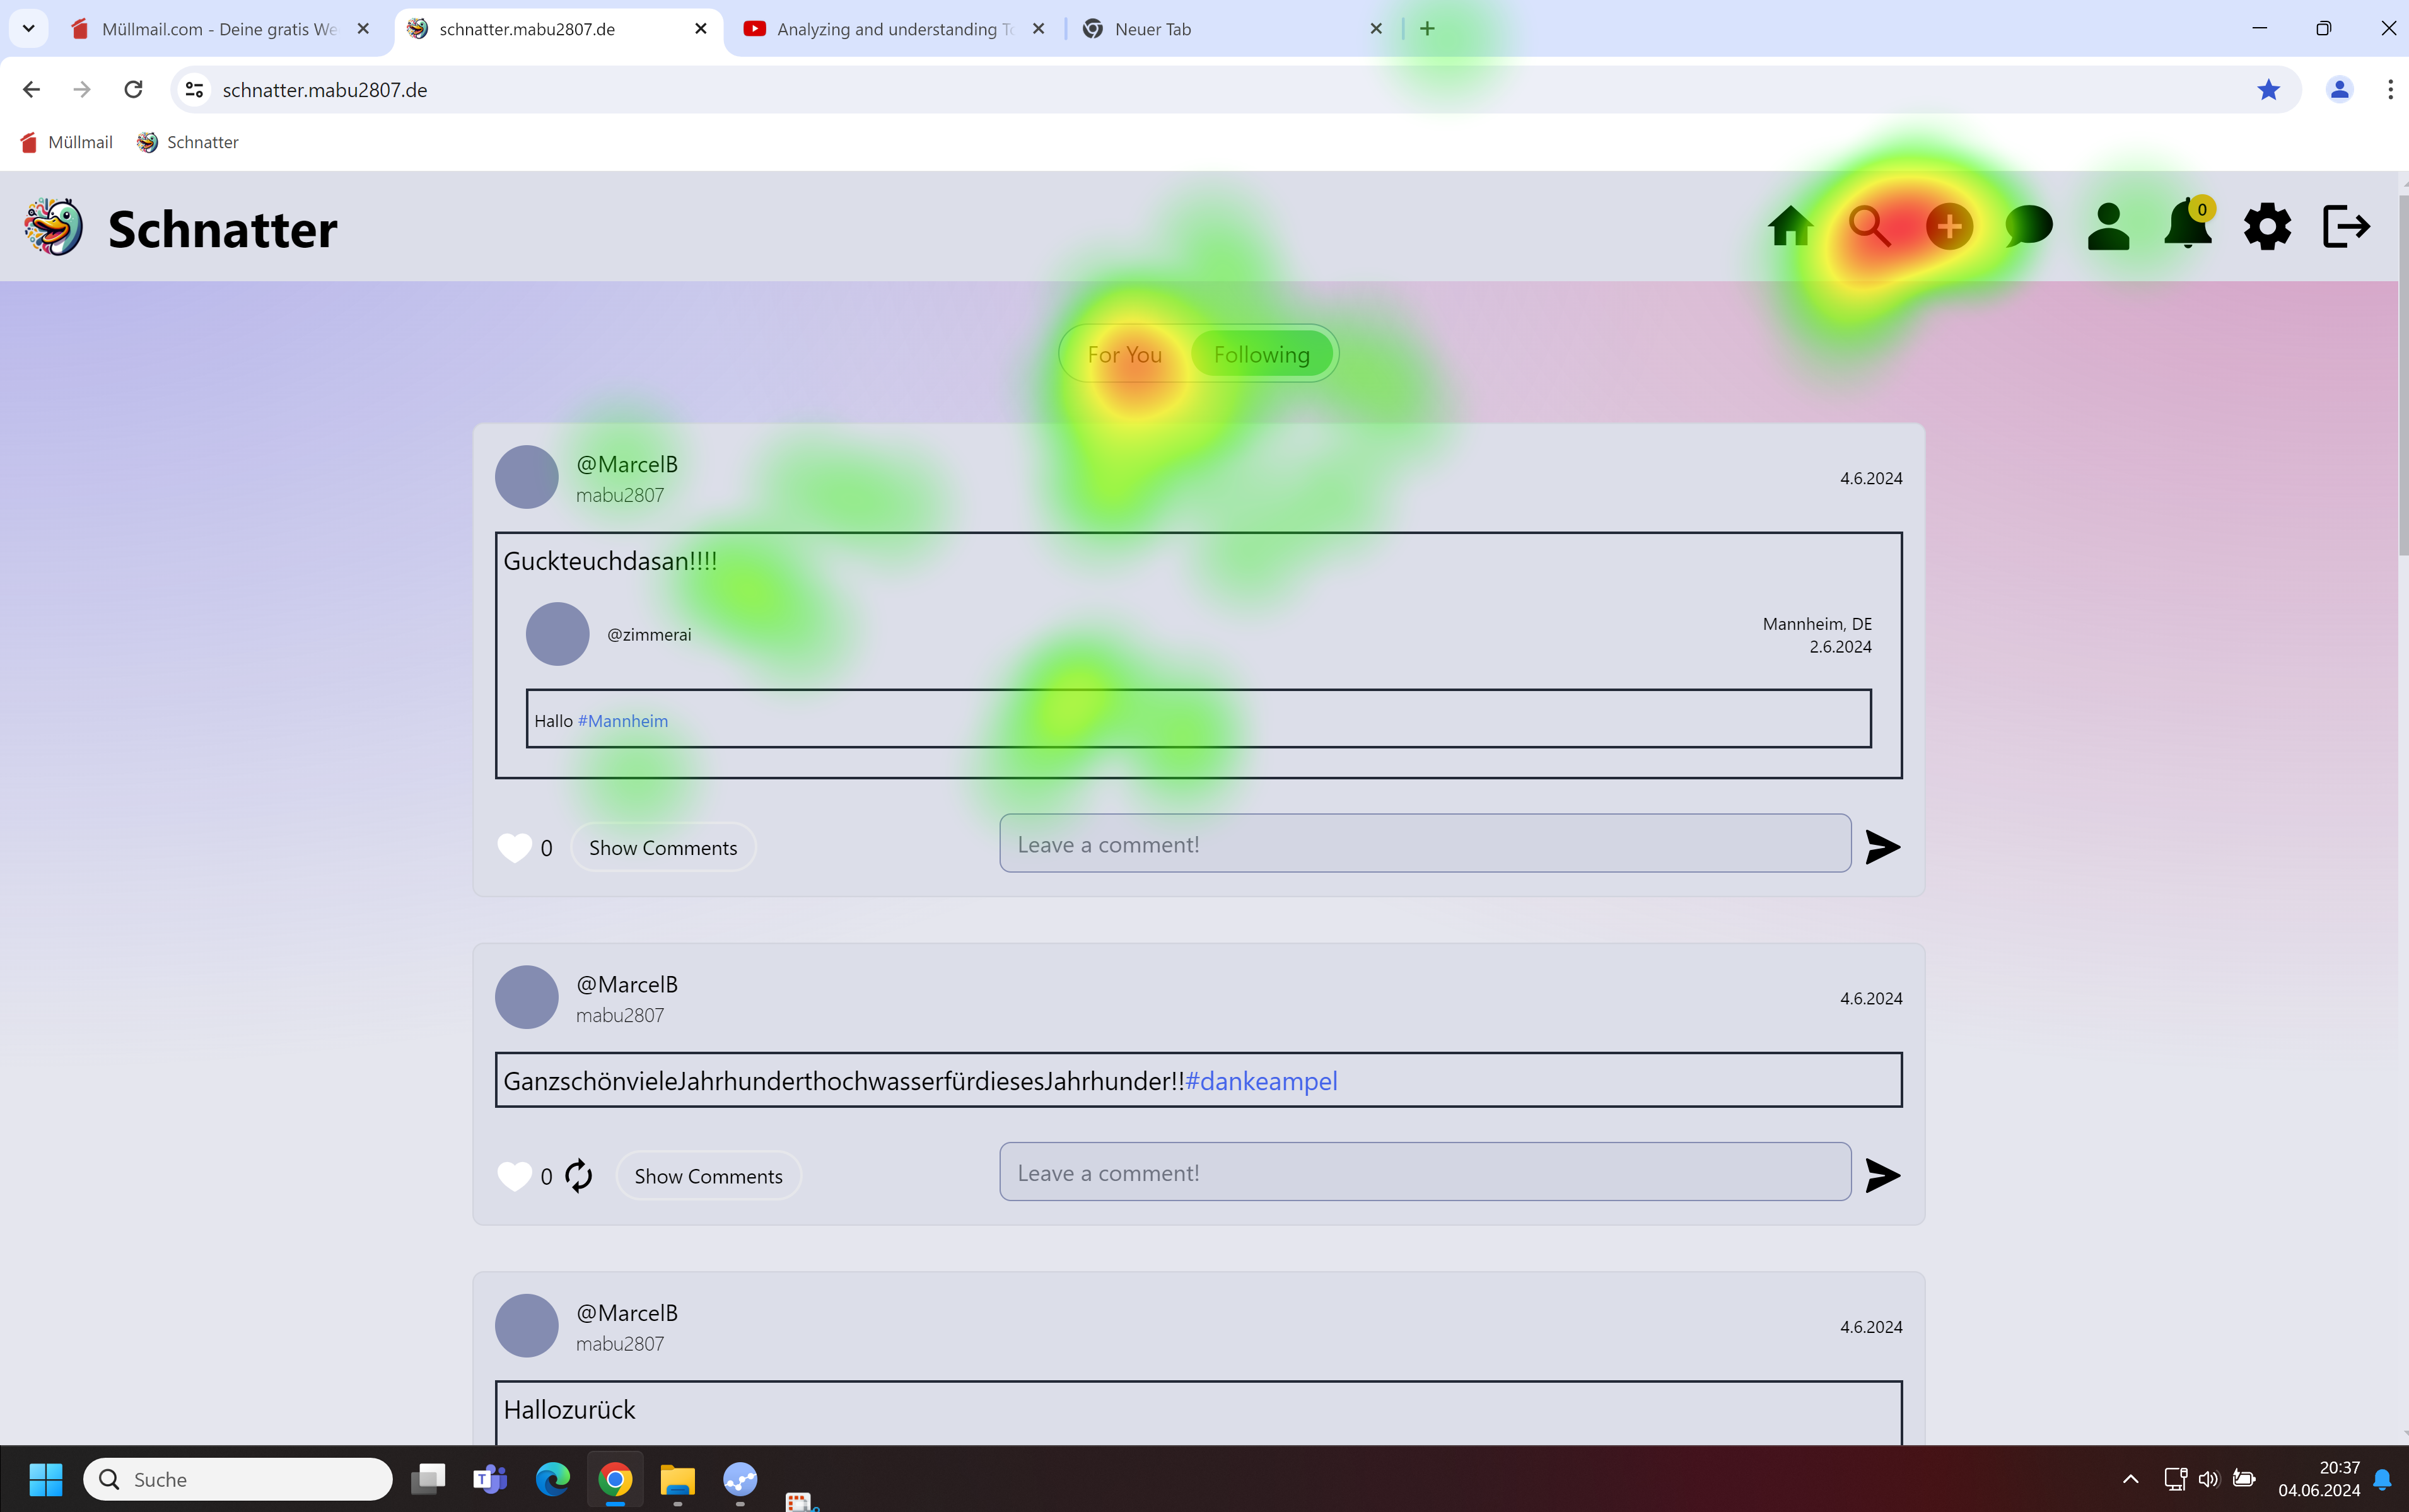 Müllmail.com - Deine gratis We
schnatter.mabu2807.de
Analyzing and understanding To
Neuer Tab
schnatter.mabu2807.de
Müllmail
Schnatter
Schnatter
0
For You
Following
@MarcelB
mabu2807
4.6.2024
Guckteuchdasan!!!!
@zimmerai
Mannheim, DE
2.6.2024
Hallo #Mannheim
0
Show Comments
Leave a comment!
@MarcelB
mabu2807
4.6.2024
GanzschönvieleJahrhunderthochwasserfürdiesesJahrhunder!!#dankeampel
0
Show Comments
Leave a comment!
@MarcelB
mabu2807
4.6.2024
Hallozurück
Suche
T
20:37
04.06.2024